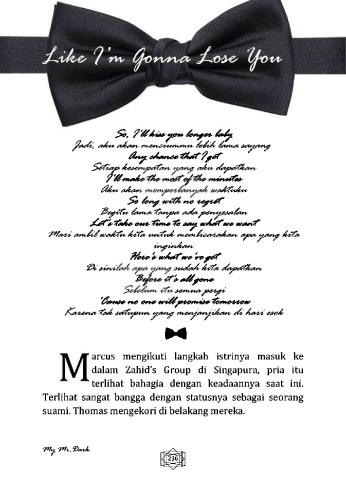 Like I'm Gonna Lose You
So, I'll kiss you longer baby
Jadi, aku akan menciummu lebih lama sayang
Any chance that I get
Setiap kesempatan yang aku dapatkan
I'll make the most of the minutes
Aku akan memperbanyak waktuku
So long with no regret
Begitu lama tanpa ada penyesalan
Let's take our time to say what we want
Mari ambil waktu kita untuk membicarakan apa yang kita
inginkan
Here's what we've got
Di sinilah apa yang sudah kita dapatkan
Before it's all gone
Sebelum itu semua pergi
'Cause no one will promise tomorrow
Karena tak satupun yang menjanjikan di hari esok
Marcus mengikuti langkah istrinya masuk ke
dalam Zahid's Group di Singapura, pria itu
terlihat bahagia dengan keadaannya saat ini.
Terlihat sangat bangga dengan statusnya sebagai seorang
suami. Thomas mengekori di belakang mereka.
My Mr. Dark
236